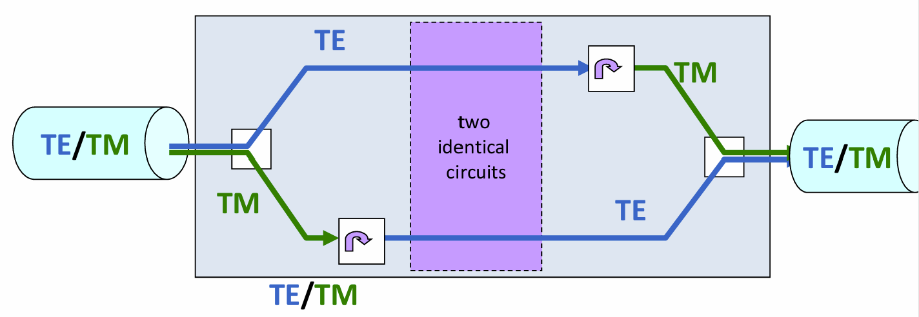 TE
TE/TM
TM
two
identical
circuits
TM
TE
TE/TM
TE/TM